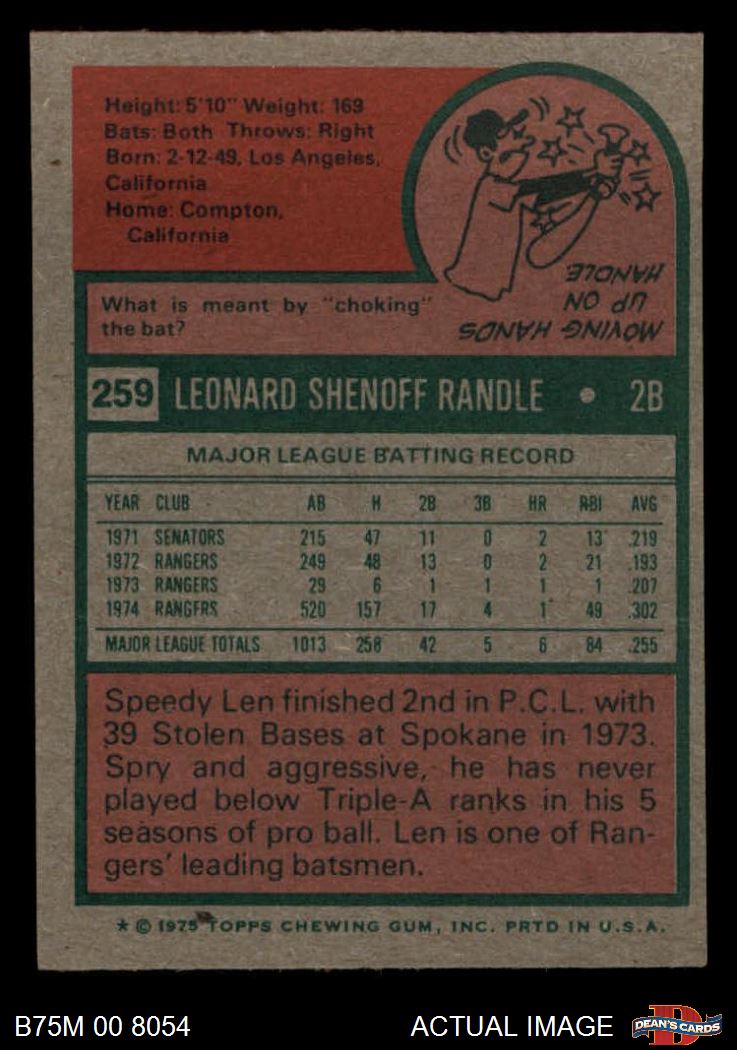 Height: 5'10" Weight: 169
Bats: Both Throws: Right
Born: 2-12-49, Los Angeles,
California
Home: Compton,
California
What is meant by "choking"
the bat?
MOVING HANDS
UP ON
HANDLE.
259 LEONARD SHENOFF RANDLE • 2B
MAJOR LEAGUE BATTING RECORD
YEAR CLUB AB H 2B 3B HR RBI AVG
1971 SENATORS 215 47 11 0 2 13 .219
1972 RANGERS 249 48 13 0 2 21 .193
1973 RANGERS 29 6 1 1 1 1 .207
1974 RANGERS 520 157 17 4 1 49 .302
MAJOR LEAGUE TOTALS 1013 258 42 5 6 84 .255
Speedy Len finished 2nd in P.C.L. with
39 Stolen Bases at Spokane in 1973.
Spry and aggressive, he has never
played below Triple-A ranks in his 5
seasons of pro ball. Len is one of Ran-
gers' leading batsmen.
* © 1975 TOPPS CHEWING GUM, INC. PRTD IN U.S.A.
B75M 00 8054 ACTUAL IMAGE
DEAN'S CARDS